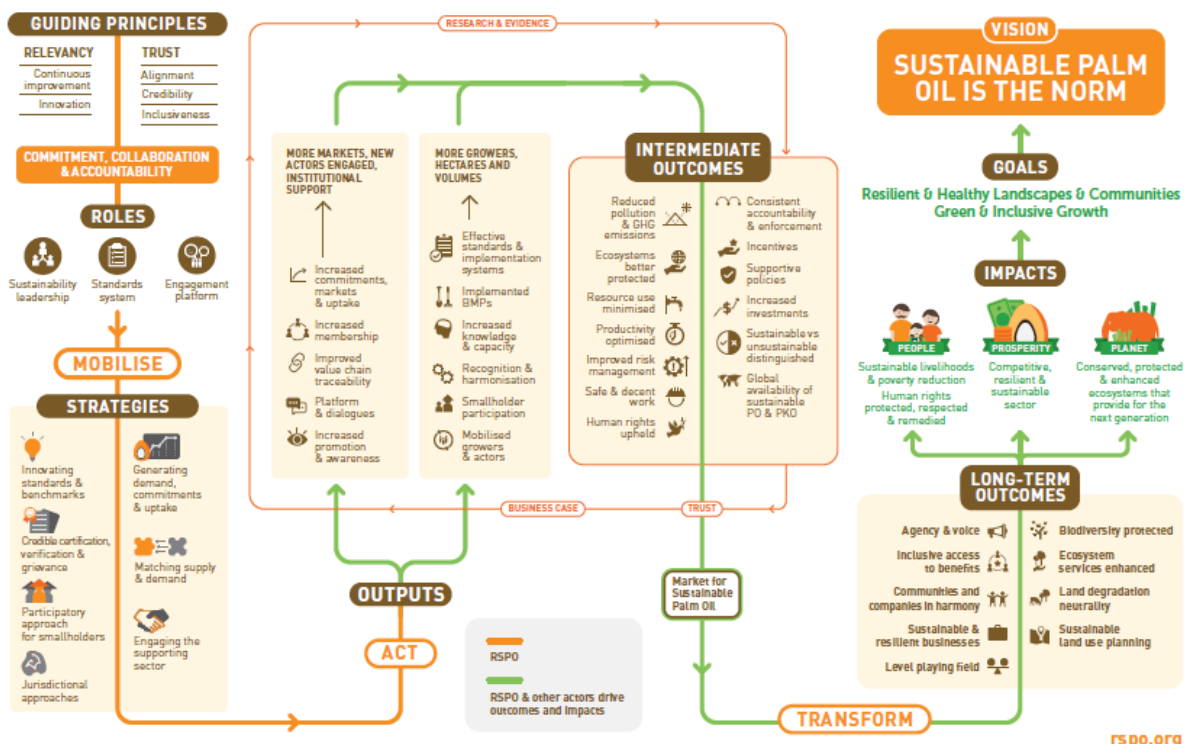 GUIDING PRINCIPLES
RELEVANCY
Continuous
improvement
Innovation
TRUST
Alignment
Credibility
Inclusiveness
COMMITMENT, COLLABORATION
& ACCOUNTABILITY
ROLES
Sustainability
leadership
Standards
system
Engagement
platform
MOBILISE
STRATEGIES
Innovating
standards &
benchmarks
Credible certification,
verification &
grievance
Participatory
approach
for smallholders
Jurisdictional
approaches
Generating
demand,
commitments
& uptake
Matching supply
& demand
Engaging the
supporting
sector
RESEARCH & EVIDENCE
MORE MARKETS, NEW
ACTORS ENGAGED,
INSTITUTIONAL
SUPPORT
Increased
commitments,
markets
& uptake
Increased
membership
Improved
value chain
traceability
Platform
& dialogues
Increased
promotion
& awareness
MORE GROWERS,
HECTARES AND
VOLUMES
Effective
standards &
implementation
systems
Implemented
BMPs
Increased
knowledge
& capacity
Recognition &
harmonisation
Smallholder
participation
Mobilised
growers
& actors
INTERMEDIATE
OUTCOMES
Reduced
pollution
& GHG
emissions
Ecosystems
better
protected
Resource use
minimised
Productivity
optimised
Improved risk
management
Safe & decent
work
Human rights
upheld
Consistent
accountability
& enforcement
Incentives
Supportive
policies
Increased
investments
Sustainable vs
unsustainable
distinguished
Global
availability of
sustainable
PO & PKO
BUSINESS CASE
TRUST
OUTPUTS
ACT
RSPO
RSPO & other actors drive
outcomes and impacts
Market for
Sustainable
Palm Oil
TRANSFORM
VISION
SUSTAINABLE PALM
OIL IS THE NORM
GOALS
Resilient & Healthy Landscapes & Communities
Green & Inclusive Growth
IMPACTS
PEOPLE
Sustainable livelihoods
& poverty reduction
Human rights
protected, respected
& remedied
PROSPERITY
Competitive,
resilient &
sustainable
sector
PLANET
Conserved, protected
& enhanced
ecosystems that
provide for the
next generation
LONG-TERM
OUTCOMES
Agency & voice
Inclusive access
to benefits
Communities and
companies in harmony
Sustainable &
resilient businesses
Level playing field
Biodiversity protected
Ecosystem
services enhanced
Land degradation
neutrality
Sustainable
land use planning
rspo.org